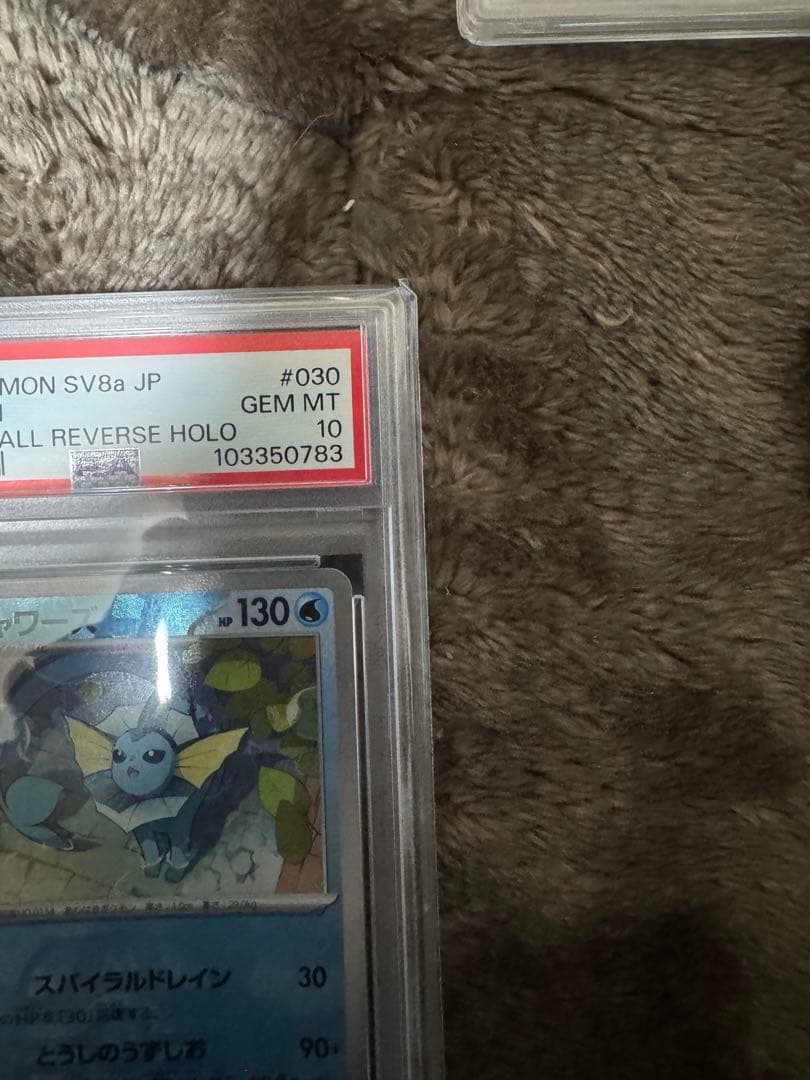 MON SV8a JP #030
GEM MT
ALL REVERSE HOLO 10
103350783
ャワーズ HP 130
スパイラルドレイン 30
とうしのうずしお 90+